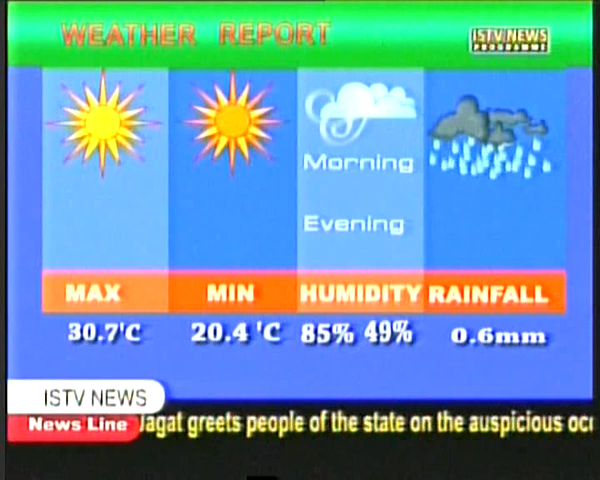 WEATHER REPORT
ISTV NEWS
PROGRAMME
Morning
Evening
MAX MIN HUMIDITY RAINFALL
30.7'C 20.4 'C 85% 49% 0.6mm
ISTV NEWS
News Line Jagat greets people of the state on the auspicious